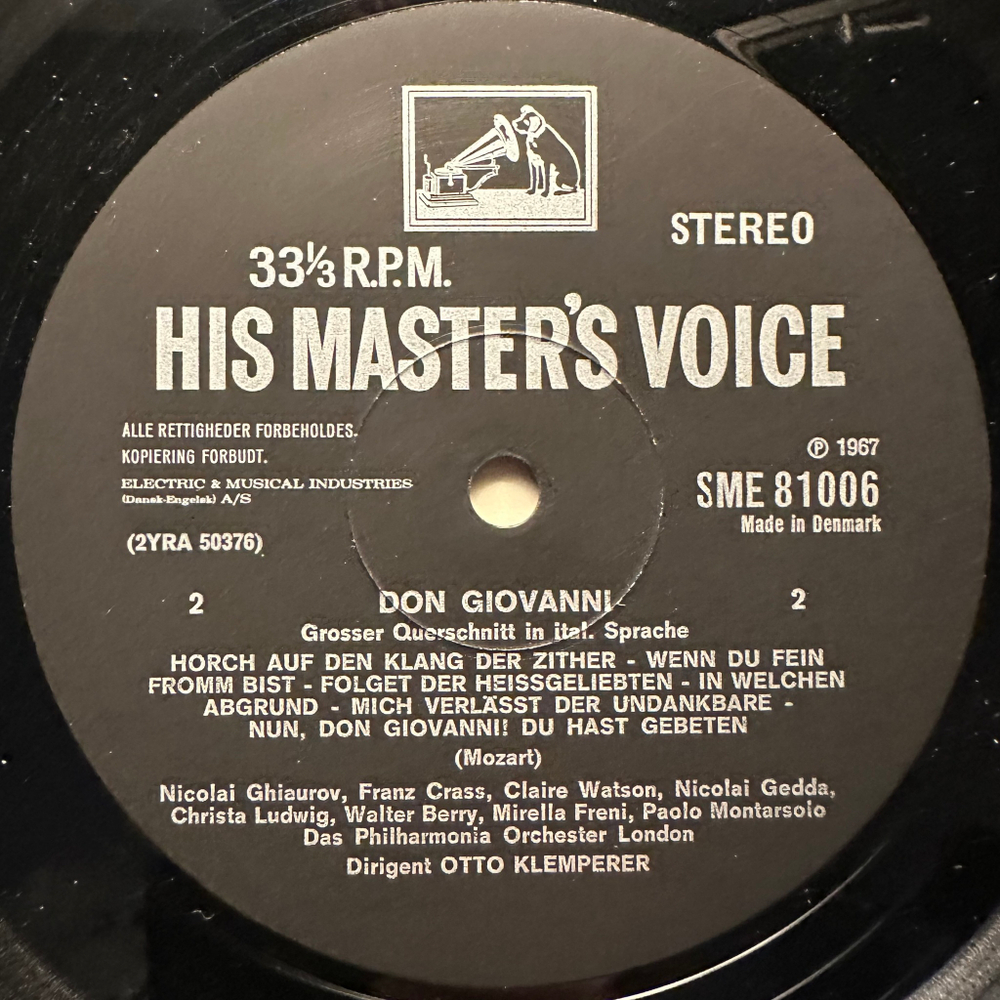 STEREO
33⅓ R.P.M.
HIS MASTER'S VOICE
ALLE RETTIGHEDER FORBEHOLDES.
KOPIERING FORBUDT.
ELECTRIC & MUSICAL INDUSTRIES
(Dansk-Engelsk) A/S
(2YRA 50376)
℗ 1967
SME 81006
Made in Denmark
2 DON GIOVANNI 2
Grosser Querschnitt in ital. Sprache
HORCH AUF DEN KLANG DER ZITHER - WENN DU FEIN
FROMM BIST - FOLGET DER HEISSGELIEBTEN - IN WELCHEN
ABGRUND - MICH VERLÄSST DER UNDANKBARE -
NUN, DON GIOVANNI! DU HAST GEBETEN
(Mozart)
Nicolai Ghiaurov, Franz Crass, Claire Watson, Nicolai Gedda,
Christa Ludwig, Walter Berry, Mirella Freni, Paolo Montarsolo
Das Philharmonia Orchester London
Dirigent OTTO KLEMPERER